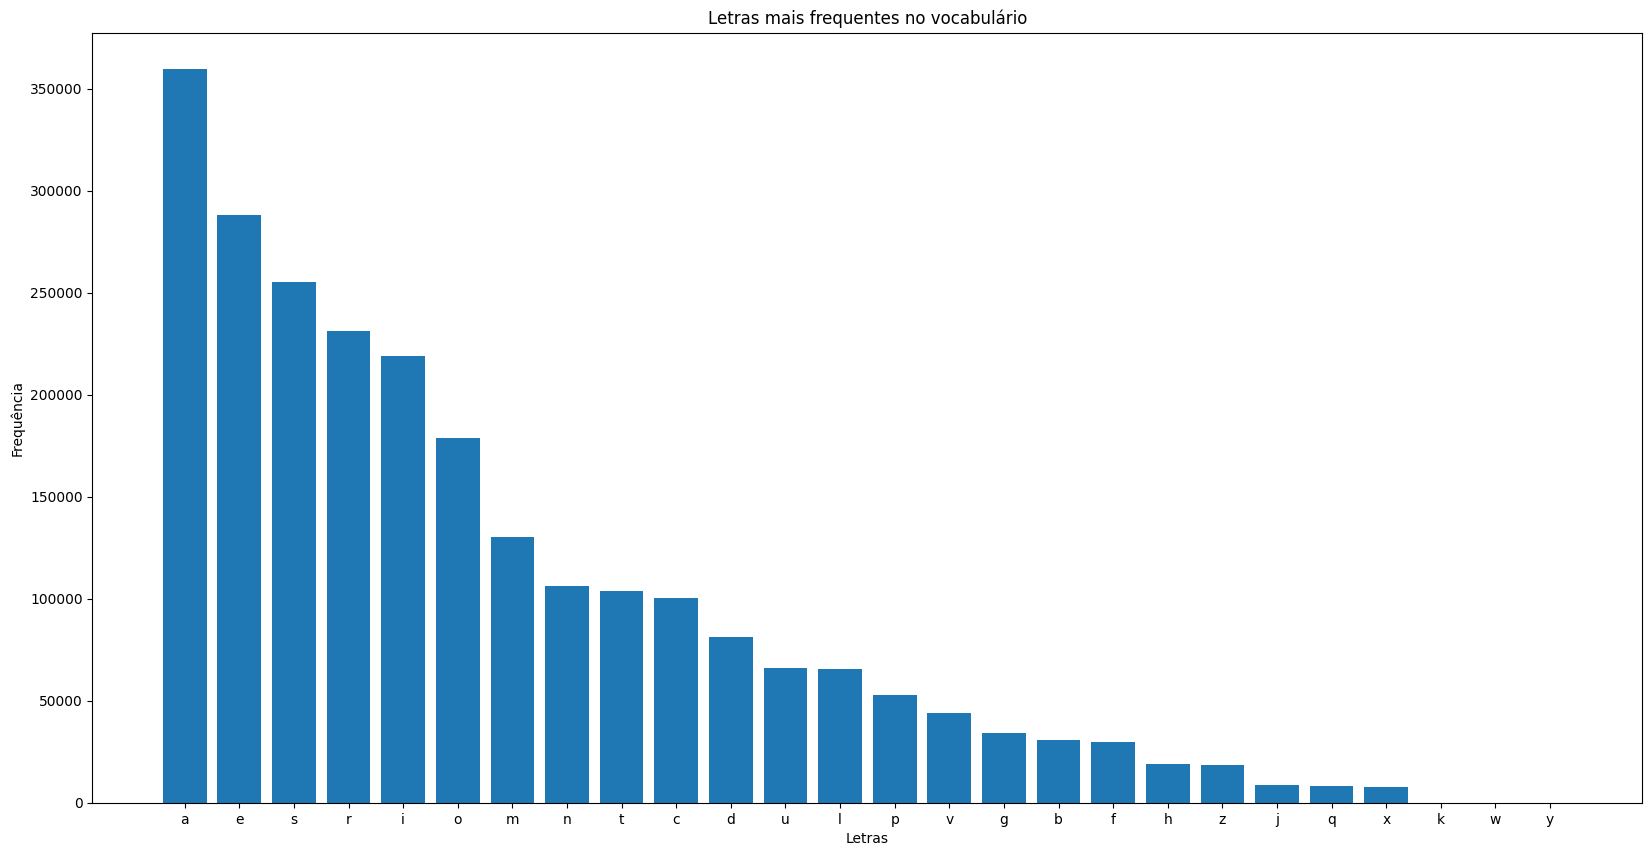 Letras mais frequentes no vocabulário
350000
300000
250000
200000
150000
100000
50000
0
Frequência
a e s r i o m n t c d u l p v g b f h z j q x k w y
Letras